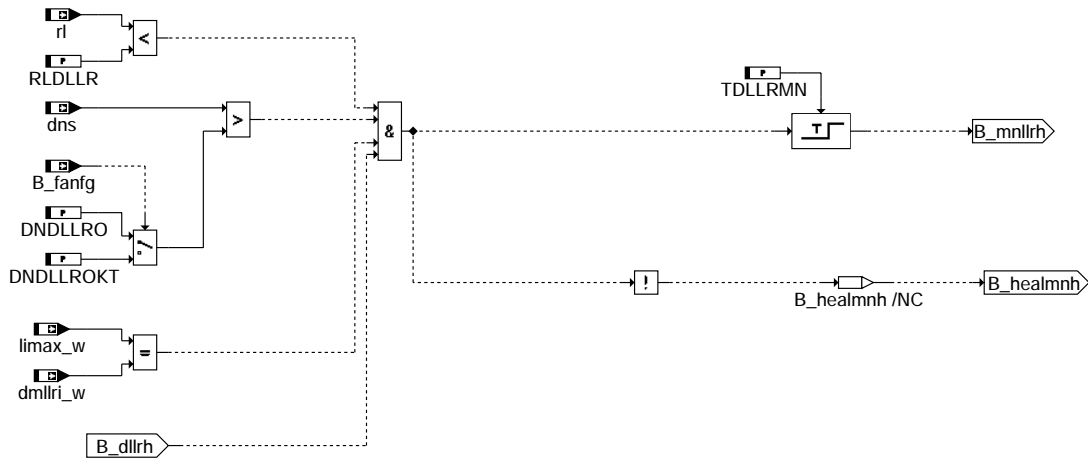 rl
<
P
RLDLLR
dns
>
&
B_fanfg
P
DNDLLRO
P
DNDLLROKT
limax_w
=
dmllri_w
B_dllrh
P
TDLLRMN
T
B_mnllrh
!
B_healmnh /NC
B_healmnh